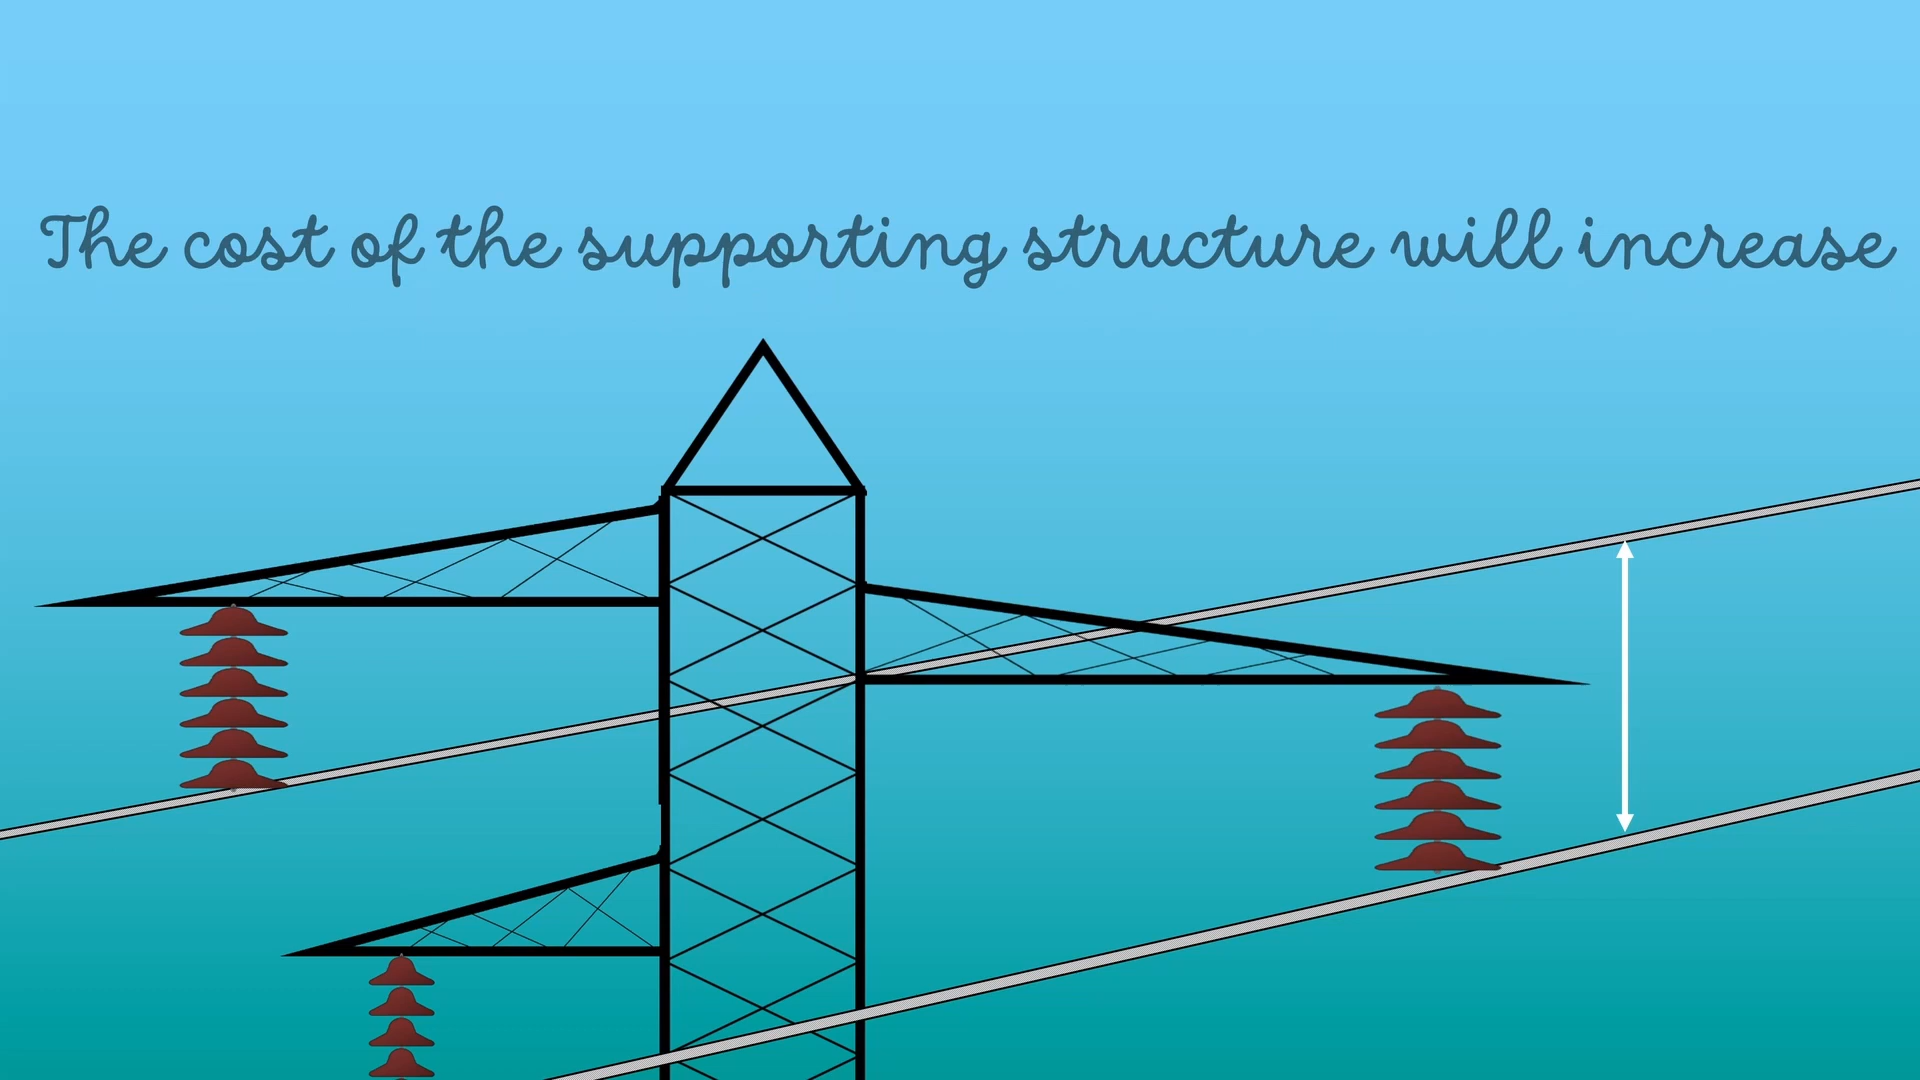 The cost of the supporting structure will increase